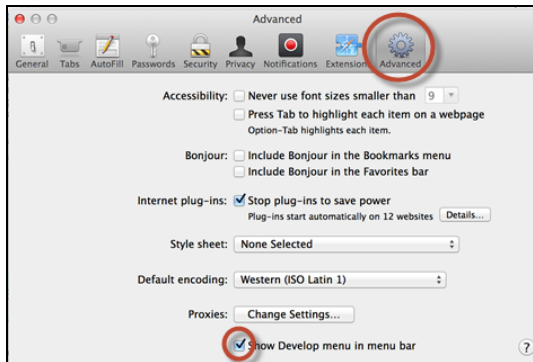 Advanced
General Tabs AutoFill Passwords Security Privacy Notifications Extensions Advanced
Accessibility: Never use font sizes smaller than 9
Press Tab to highlight each item on a webpage
Option-Tab highlights each item.
Bonjour: Include Bonjour in the Bookmarks menu
Include Bonjour in the Favorites bar
Internet plug-ins: Stop plug-ins to save power
Plug-ins start automatically on 12 websites Details...
Style sheet: None Selected
Default encoding: Western (ISO Latin 1)
Proxies: Change Settings...
Show Develop menu in menu bar ?